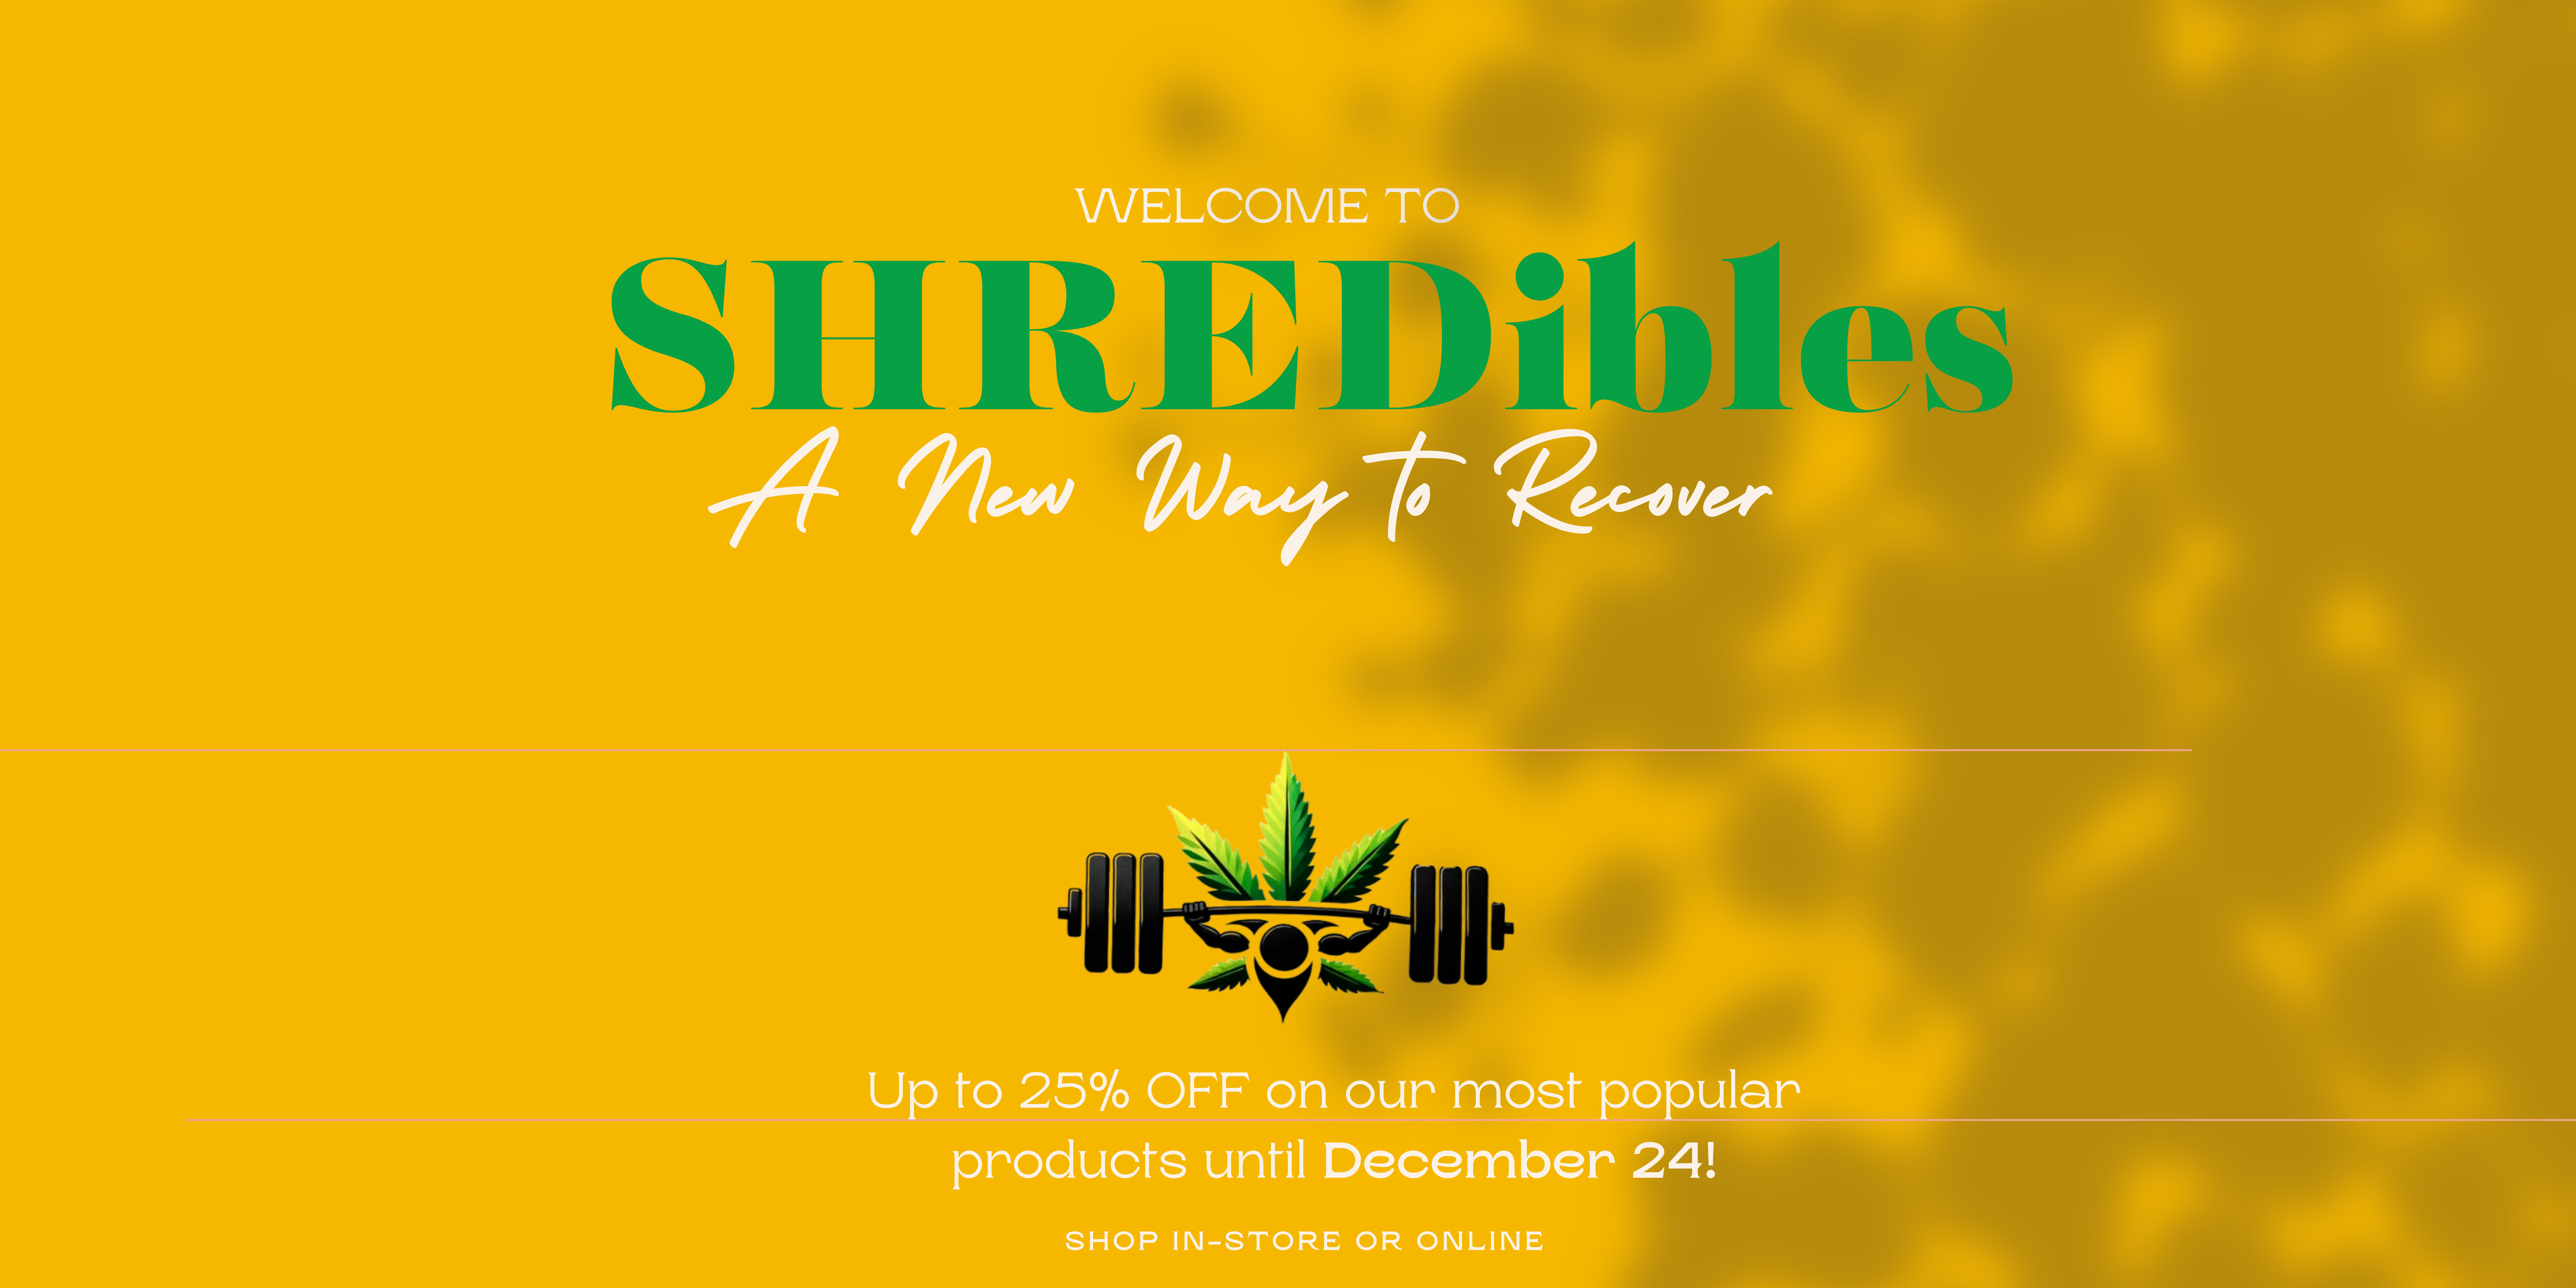 WELCOME TO
SHREDibles
A New Way to Recover
Up to 25% OFF on our most popular
products until December 24!
SHOP IN-STORE OR ONLINE